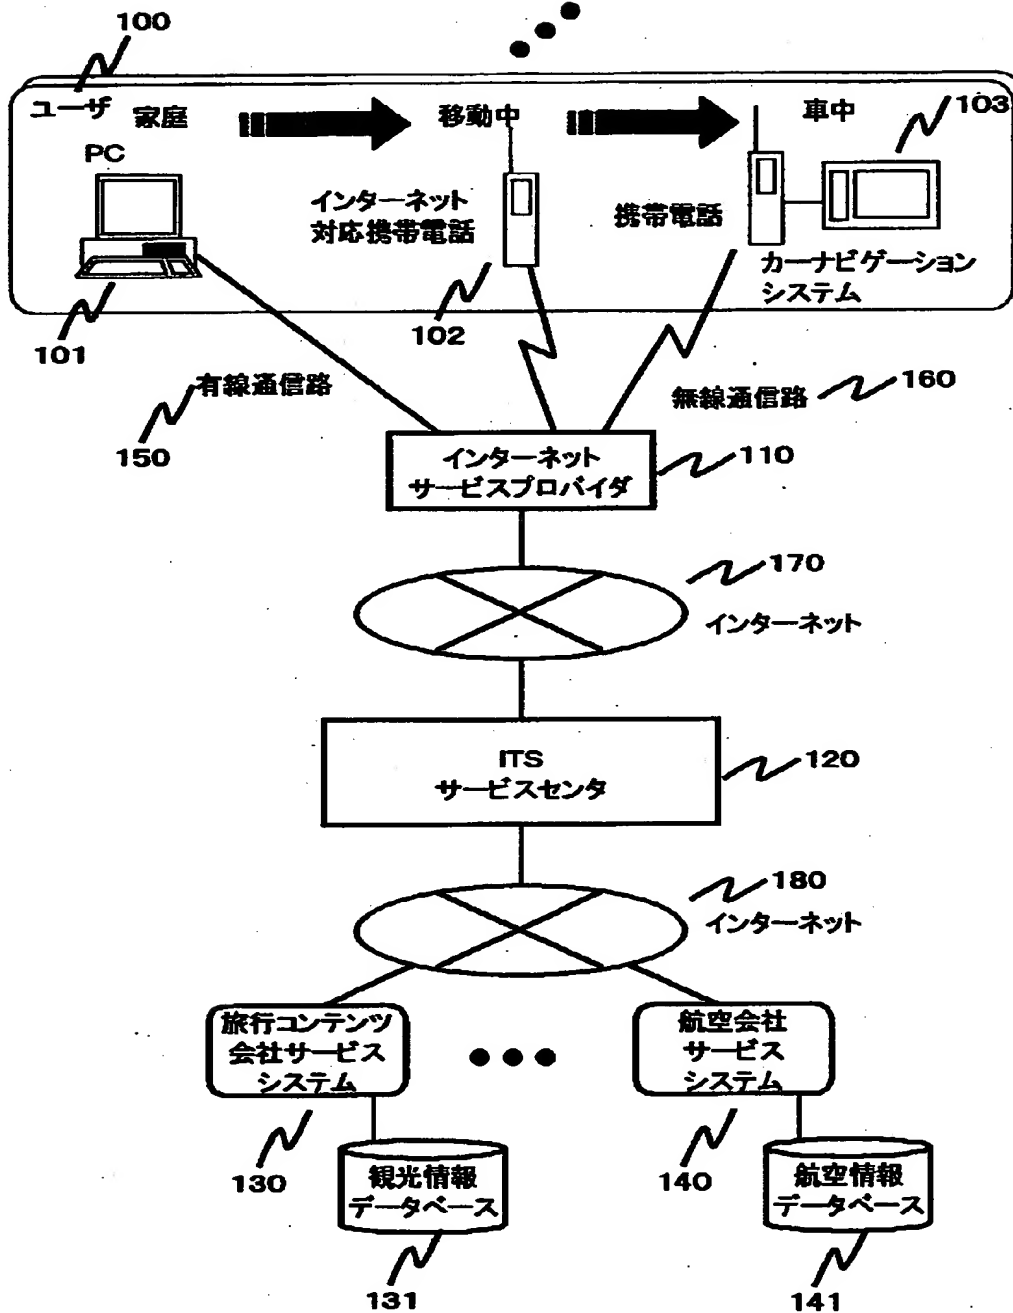 100
ユーザ
家庭
移動中
車中
103
PC
インターネット
対応携帯電話
携帯電話
カーナビゲーション
システム
101
102
有線通信路
150
無線通信路
160
インターネット
サービスプロバイダ
110
170
インターネット
ITS
サービスセンタ
120
180
インターネット
旅行コンテンツ
会社サービス
システム
航空会社
サービス
システム
130
観光情報
データベース
140
航空情報
データベース
131
141